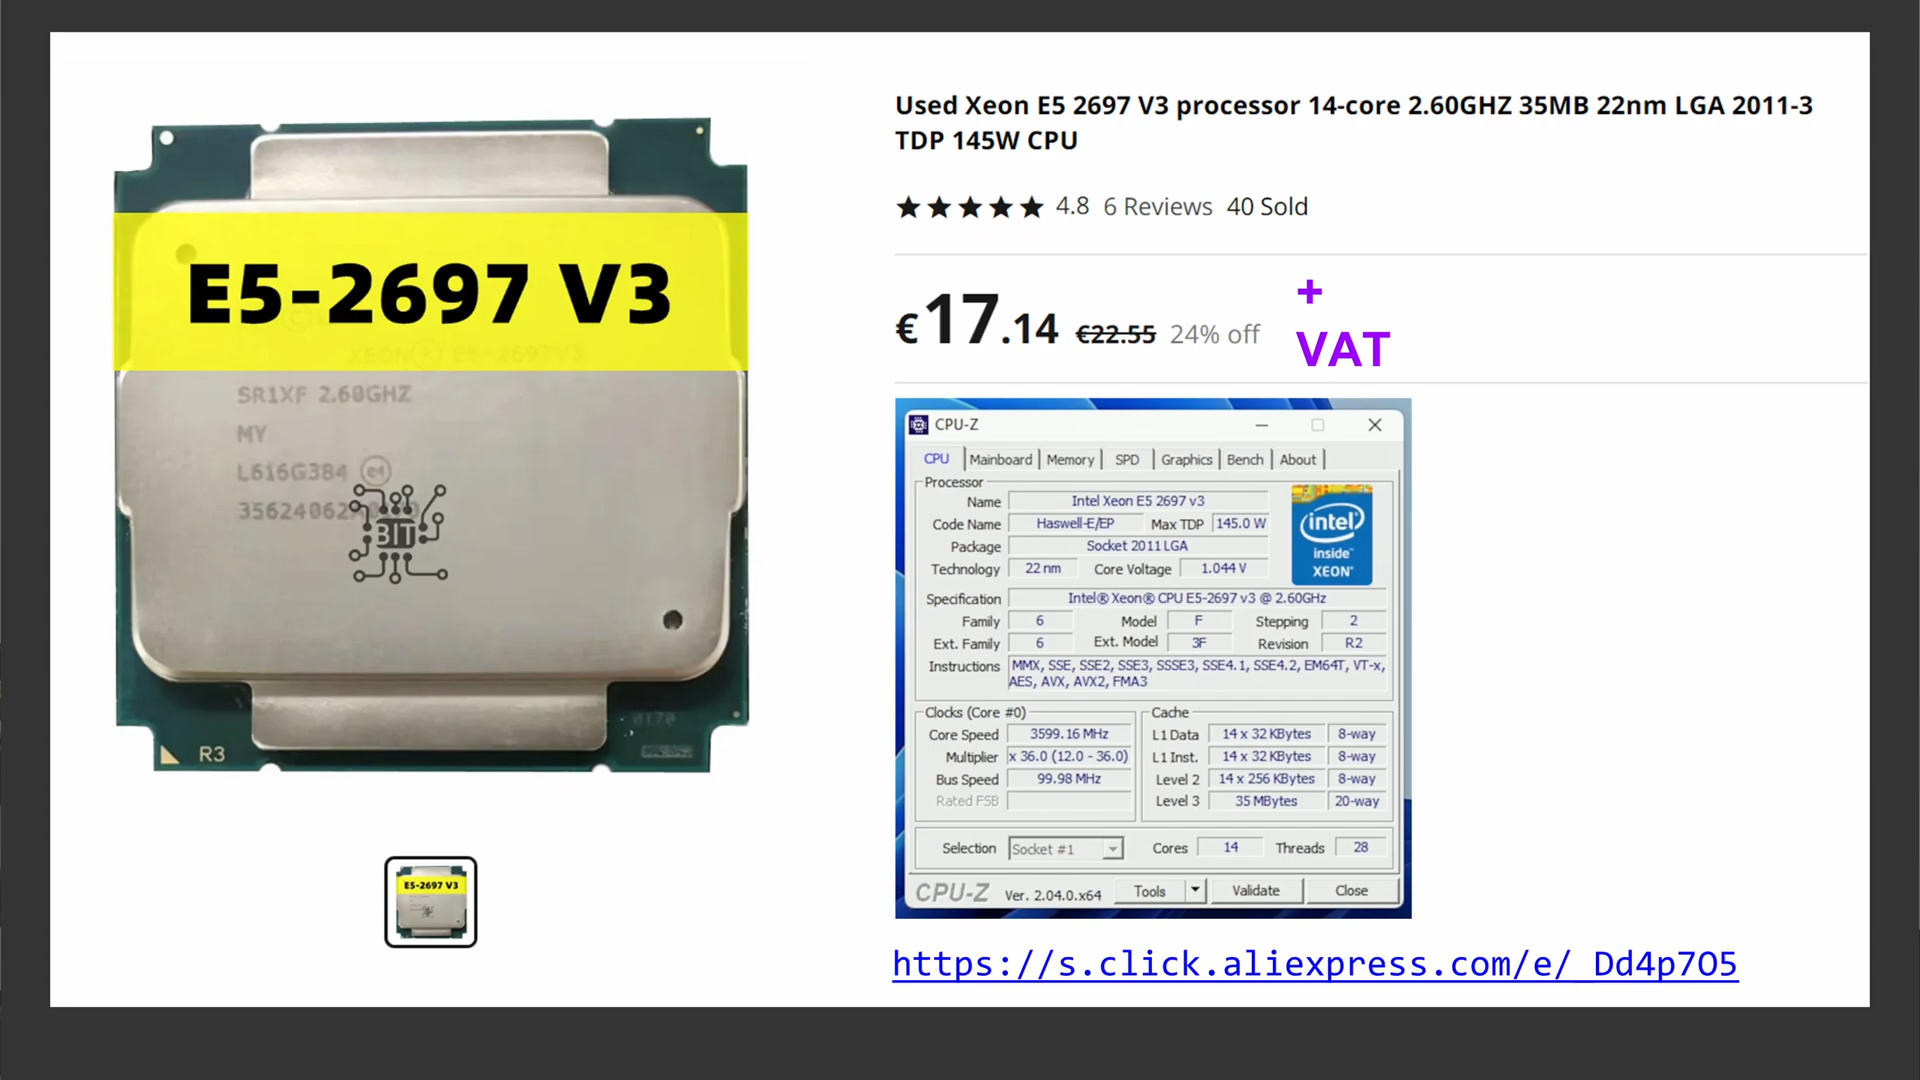 E5-2697 V3
XEON® E5-2697V3
SR1XF 2.60GHZ
MY
L616G384 e4
BIT
R3
E5-2697 V3
Used Xeon E5 2697 V3 processor 14-core 2.60GHZ 35MB 22nm LGA 2011-3
TDP 145W CPU
4.8 6 Reviews 40 Sold
€17.14 €22.55 24% off
+
VAT
CPU-Z
CPU Mainboard Memory SPD Graphics Bench About
Processor
Name Intel Xeon E5 2697 v3
Code Name Haswell-E/EP Max TDP 145.0 W
Package Socket 2011 LGA
Technology 22 nm Core Voltage 1.044 V
intel
inside™
XEON®
Specification Intel® Xeon® CPU E5-2697 v3 @ 2.60GHz
Family 6 Model F Stepping 2
Ext. Family 6 Ext. Model 3F Revision R2
Instructions MMX, SSE, SSE2, SSE3, SSSE3, SSE4.1, SSE4.2, EM64T, VT-x,
AES, AVX, AVX2, FMA3
Clocks (Core #0)
Core Speed 3599.16 MHz
Multiplier x 36.0 (12.0 - 36.0)
Bus Speed 99.98 MHz
Rated FSB
Cache
L1 Data 14 x 32 KBytes 8-way
L1 Inst. 14 x 32 KBytes 8-way
Level 2 14 x 256 KBytes 8-way
Level 3 35 MBytes 20-way
Selection Socket #1 Cores 14 Threads 28
CPU-Z Ver. 2.04.0.x64 Tools Validate Close
https://s.click.aliexpress.com/e/_Dd4p7O5